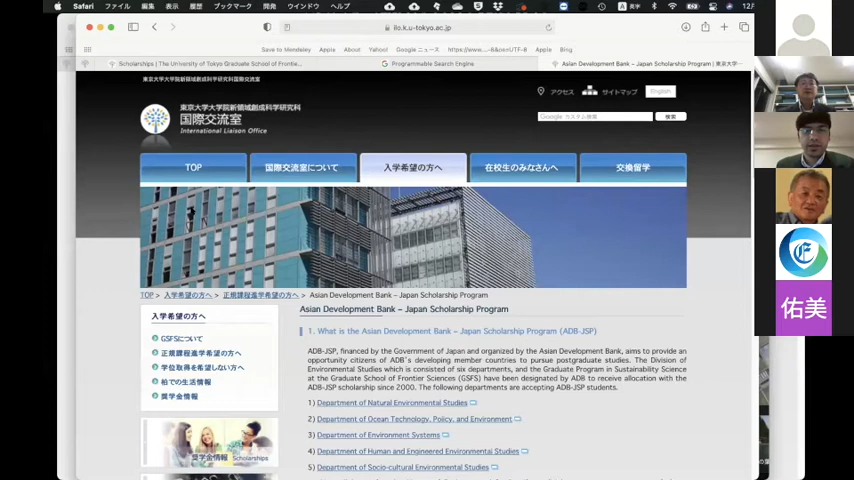 Safari ファイル 編集 表示 履歴 ブックマーク 開発 ウインドウ ヘルプ
A 英字
12月
ilo.k.u-tokyo.ac.jp
Save to Mendeley Apple About Yahoo! Google ニュース Apple Bing
Scholarships | The University of Tokyo Graduate School of Frontie...
Programmable Search Engine
Asian Development Bank – Japan Scholarship Program | 東京大学...
東京大学大学院新領域創成科学研究科国際交流室
アクセス サイトマップ English
東京大学大学院新領域創成科学研究科
国際交流室
International Liaison Office
Google カスタム検索 検索
TOP 国際交流室について 入学希望の方へ 在校生のみなさんへ 交換留学
佑美
TOP > 入学希望の方へ > 正規課程進学希望の方へ > Asian Development Bank – Japan Scholarship Program
入学希望の方へ
GSFSについて
正規課程進学希望の方へ
学位取得を希望しない方へ
柏での生活情報
奨学金情報
奨学金情報 Scholarships
Asian Development Bank – Japan Scholarship Program
1. What is the Asian Development Bank – Japan Scholarship Program (ADB-JSP)
ADB-JSP, financed by the Government of Japan and organized by the Asian Development Bank, aims to provide an
opportunity citizens of ADB's developing member countries to pursue postgraduate studies. The Division of
Environmental Studies which is consisted of six departments, and the Graduate Program in Sustainability Science
at the Graduate School of Frontier Sciences (GSFS) have been designated by ADB to receive allocation with the
ADB-JSP scholarship since 2000. The following departments are accepting ADB-JSP students.
1) Department of Natural Environmental Studies
2) Department of Ocean Technology, Policy, and Environment
3) Department of Environment Systems
4) Department of Human and Engineered Environmental Studies
5) Department of Socio-cultural Environmental Studies